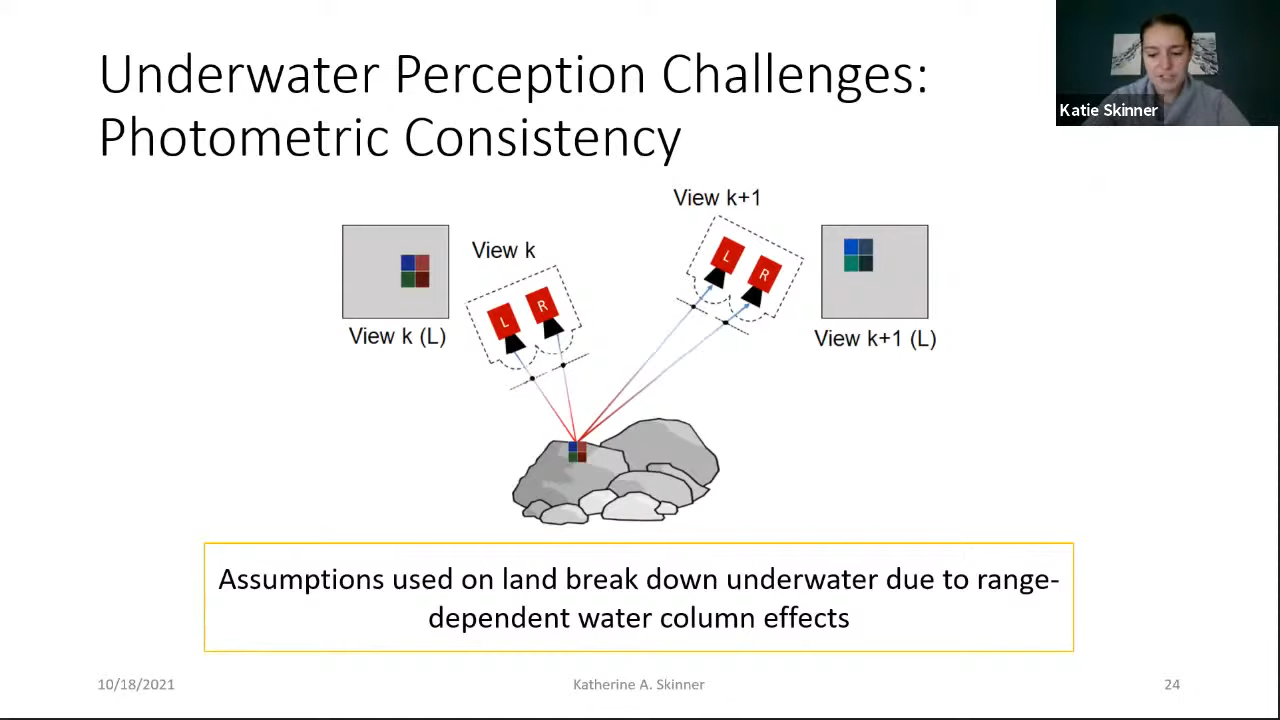 Underwater Perception Challenges:
Photometric Consistency
Katie Skinner
View k+1
View k
L
R
L
R
View k (L)
View k+1 (L)
Assumptions used on land break down underwater due to range-
dependent water column effects
10/18/2021
Katherine A. Skinner
24